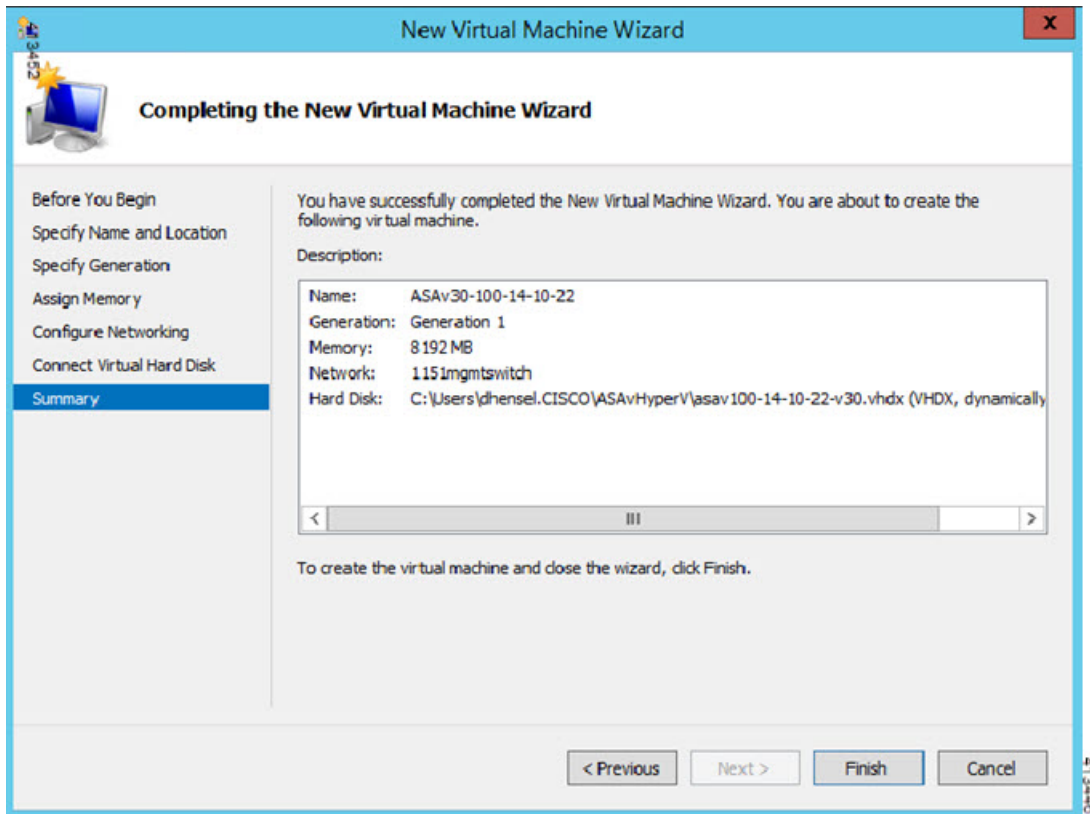 New Virtual Machine Wizard
X
Completing the New Virtual Machine Wizard
Before You Begin
Specify Name and Location
Specify Generation
Assign Memory
Configure Networking
Connect Virtual Hard Disk
Summary
You have successfully completed the New Virtual Machine Wizard. You are about to create the
following virtual machine.
Description:
Name: ASAv30-100-14-10-22
Generation: Generation 1
Memory: 8192 MB
Network: 1151mgmtswitch
Hard Disk: C:\Users\dhensel.CISCO\ASAvHyperV\asav100-14-10-22-v30.vhdx (VHDX, dynamically
To create the virtual machine and close the wizard, click Finish.
< Previous
Next >
Finish
Cancel